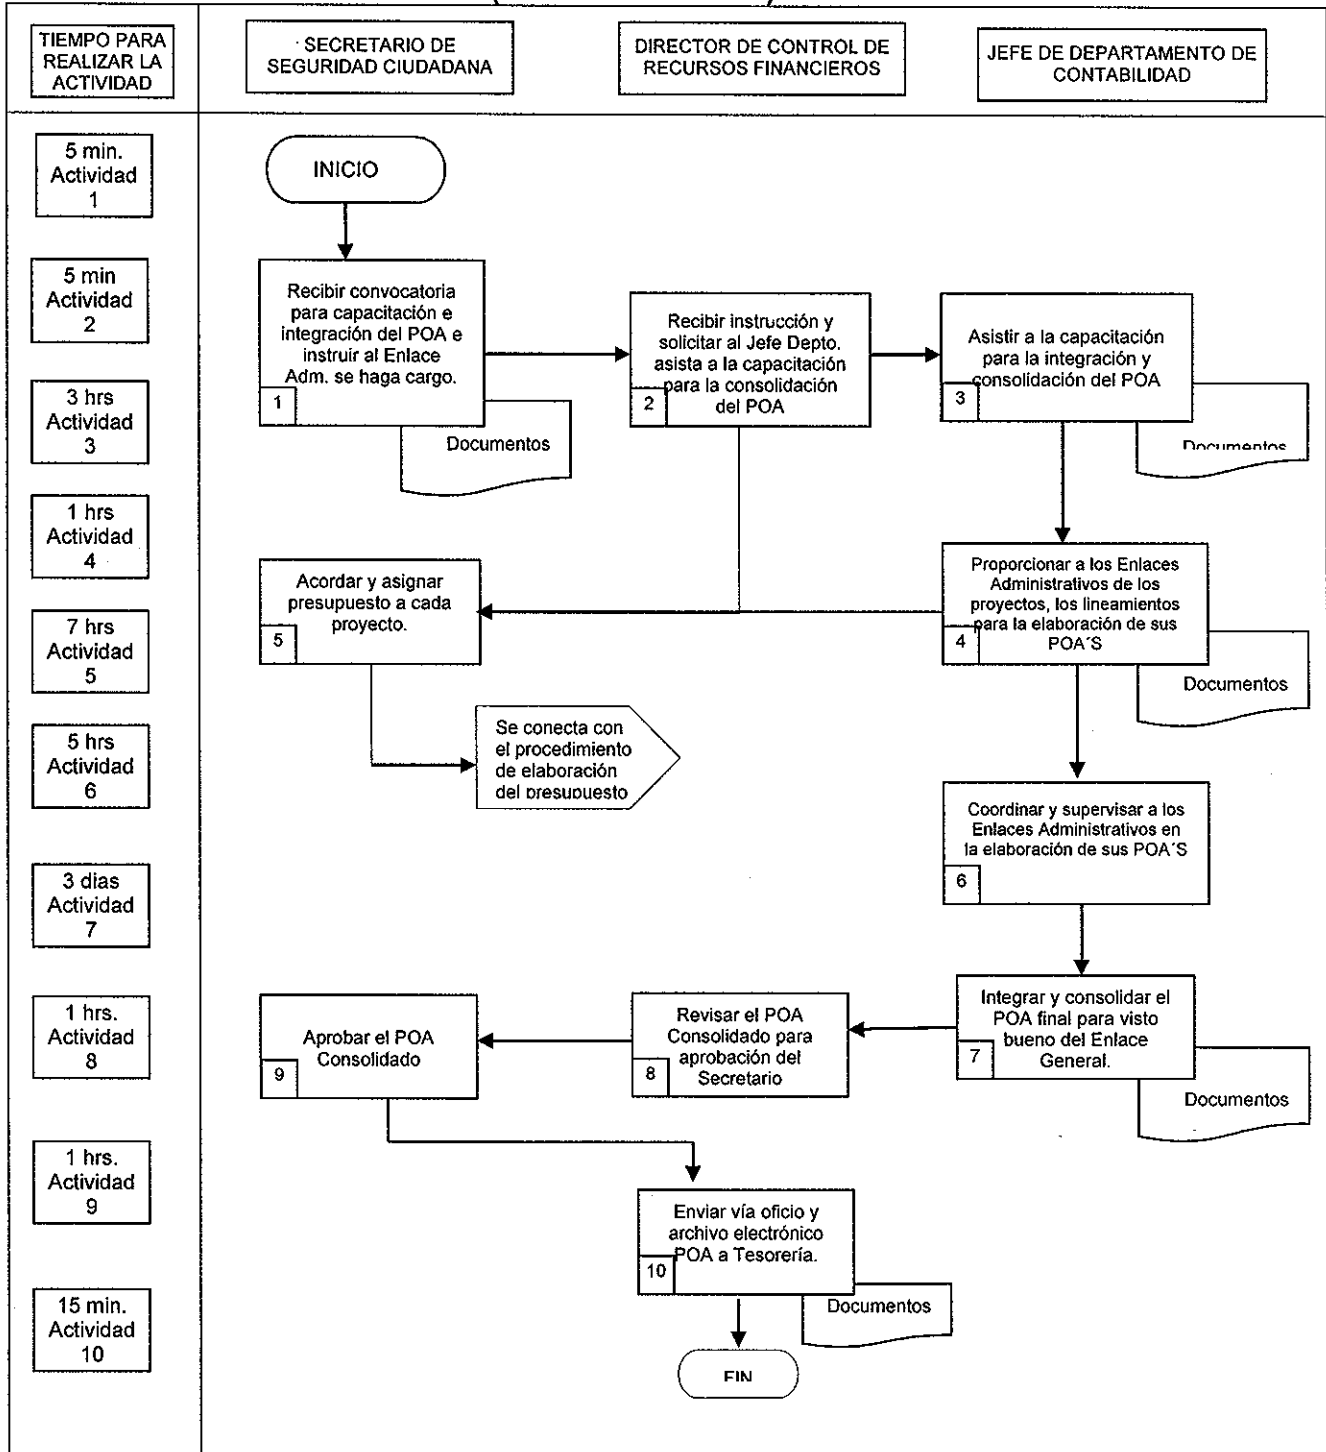 TIEMPO PARA
REALIZAR LA
ACTIVIDAD
SECRETARIO DE
SEGURIDAD CIUDADANA
DIRECTOR DE CONTROL DE
RECURSOS FINANCIEROS
JEFE DE DEPARTAMENTO DE
CONTABILIDAD
5 min.
Actividad
1
INICIO
5 min
Actividad
2
Recibir convocatoria
para capacitación e
integración del POA e
instruir al Enlace
Adm. se haga cargo.
1
Documentos
Recibir instrucción y
solicitar al Jefe Depto.
asista a la capacitación
para la consolidación
del POA
2
Asistir a la capacitación
para la integración y
consolidación del POA
3
Documentos
3 hrs
Actividad
3
1 hrs
Actividad
4
Acordar y asignar
presupuesto a cada
proyecto.
5
Proporcionar a los Enlaces
Administrativos de los
proyectos, los lineamientos
para la elaboración de sus
POA´S
4
Documentos
7 hrs
Actividad
5
Se conecta con
el procedimiento
de elaboración
del presupuesto
5 hrs
Actividad
6
Coordinar y supervisar a los
Enlaces Administrativos en
la elaboración de sus POA´S
6
3 dias
Actividad
7
1 hrs.
Actividad
8
Aprobar el POA
Consolidado
9
Revisar el POA
Consolidado para
aprobación del
Secretario
8
Integrar y consolidar el
POA final para visto
bueno del Enlace
General.
7
Documentos
1 hrs.
Actividad
9
Enviar vía oficio y
archivo electrónico
POA a Tesorería.
10
Documentos
15 min.
Actividad
10
FIN